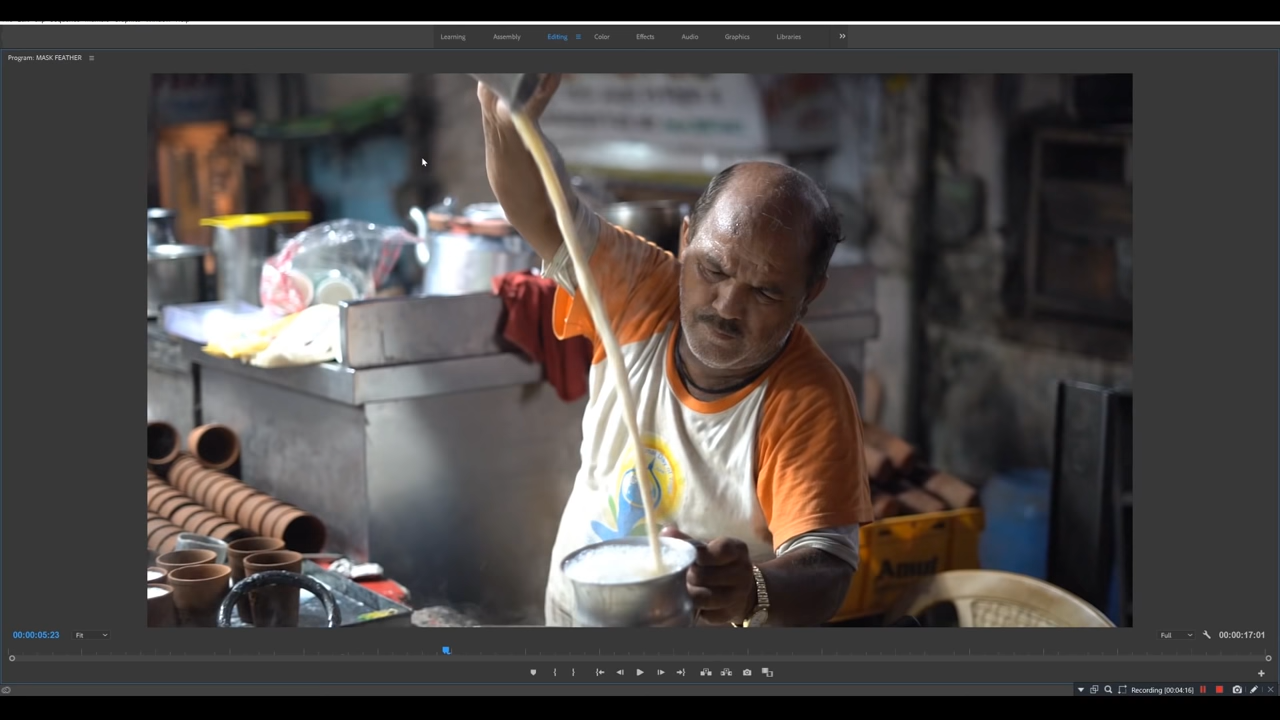 Learning Assembly Editing Color Effects Audio Graphics Libraries
Program: MASK FEATHER
Amul
00:00:05:23 Fit Full 00:00:17:01
Recording [00:04:16]